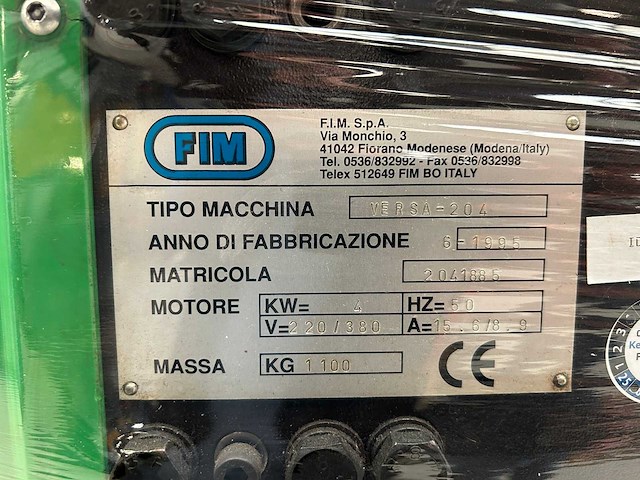 FIM
F.I.M. S.p.A.
Via Monchio, 3
41042 Fiorano Modenese (Modena/Italy)
Tel. 0536/832992 - Fax 0536/832998
Telex 512649 FIM BO ITALY
TIPO MACCHINA VERSA-204
ANNO DI FABBRICAZIONE 6-1995
MATRICOLA 2041885
MOTORE KW= 4 HZ=50
V=220/380 A=15.6/8.9
MASSA KG 1100 CE